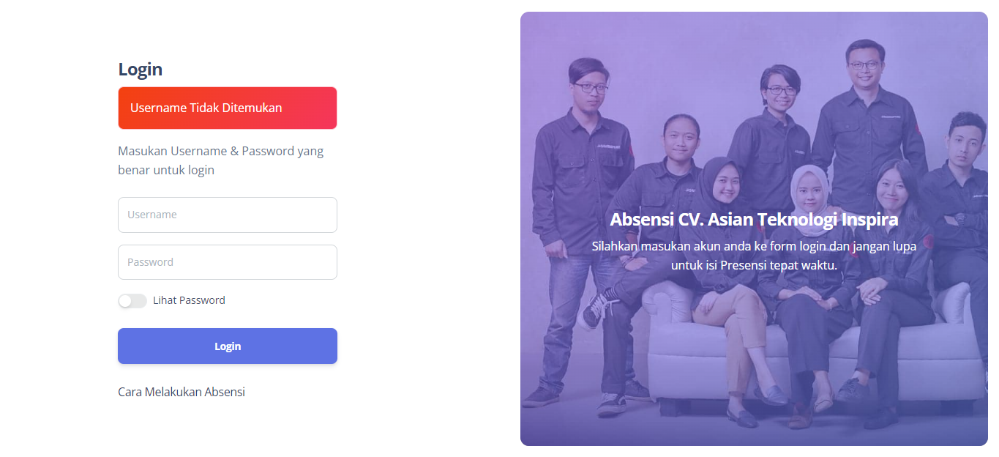 Login
Username Tidak Ditemukan
Masukan Username & Password yang
benar untuk login
Username
Password
Lihat Password
Login
Cara Melakukan Absensi
Absensi CV. Asian Teknologi Inspira
Silahkan masukan akun anda ke form login dan jangan lupa
untuk isi Presensi tepat waktu.